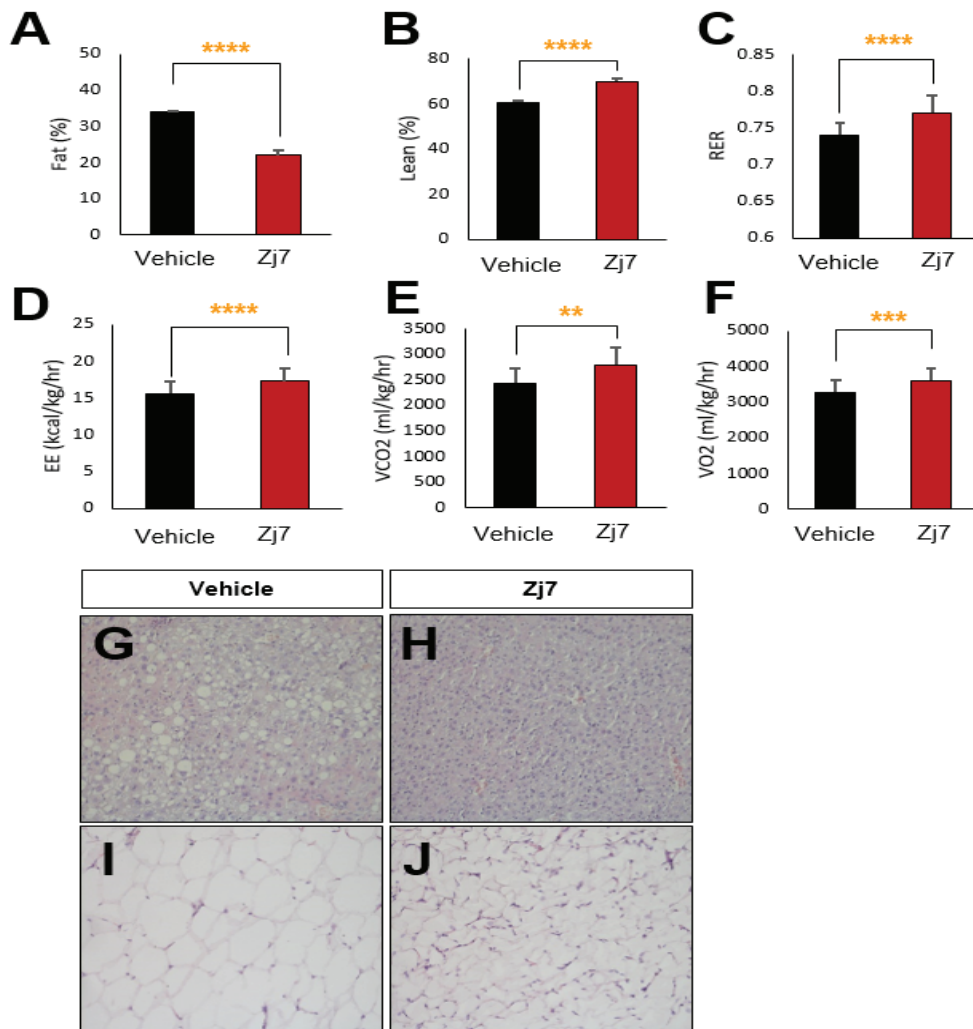 A
Fat (%)
50
40
30
20
10
0
****
Vehicle
Zj7
B
Lean (%)
80
60
40
20
0
****
Vehicle
Zj7
C
RER
0.85
0.8
0.75
0.7
0.65
0.6
****
Vehicle
Zj7
D
EE (kcal/kg/hr)
25
20
15
10
5
0
****
Vehicle
Zj7
E
VCO2 (ml/kg/hr)
3500
3000
2500
2000
1500
1000
500
0
**
Vehicle
Zj7
F
VO2 (ml/kg/hr)
5000
4000
3000
2000
1000
0
***
Vehicle
Zj7
Vehicle
Zj7
G
H
I
J